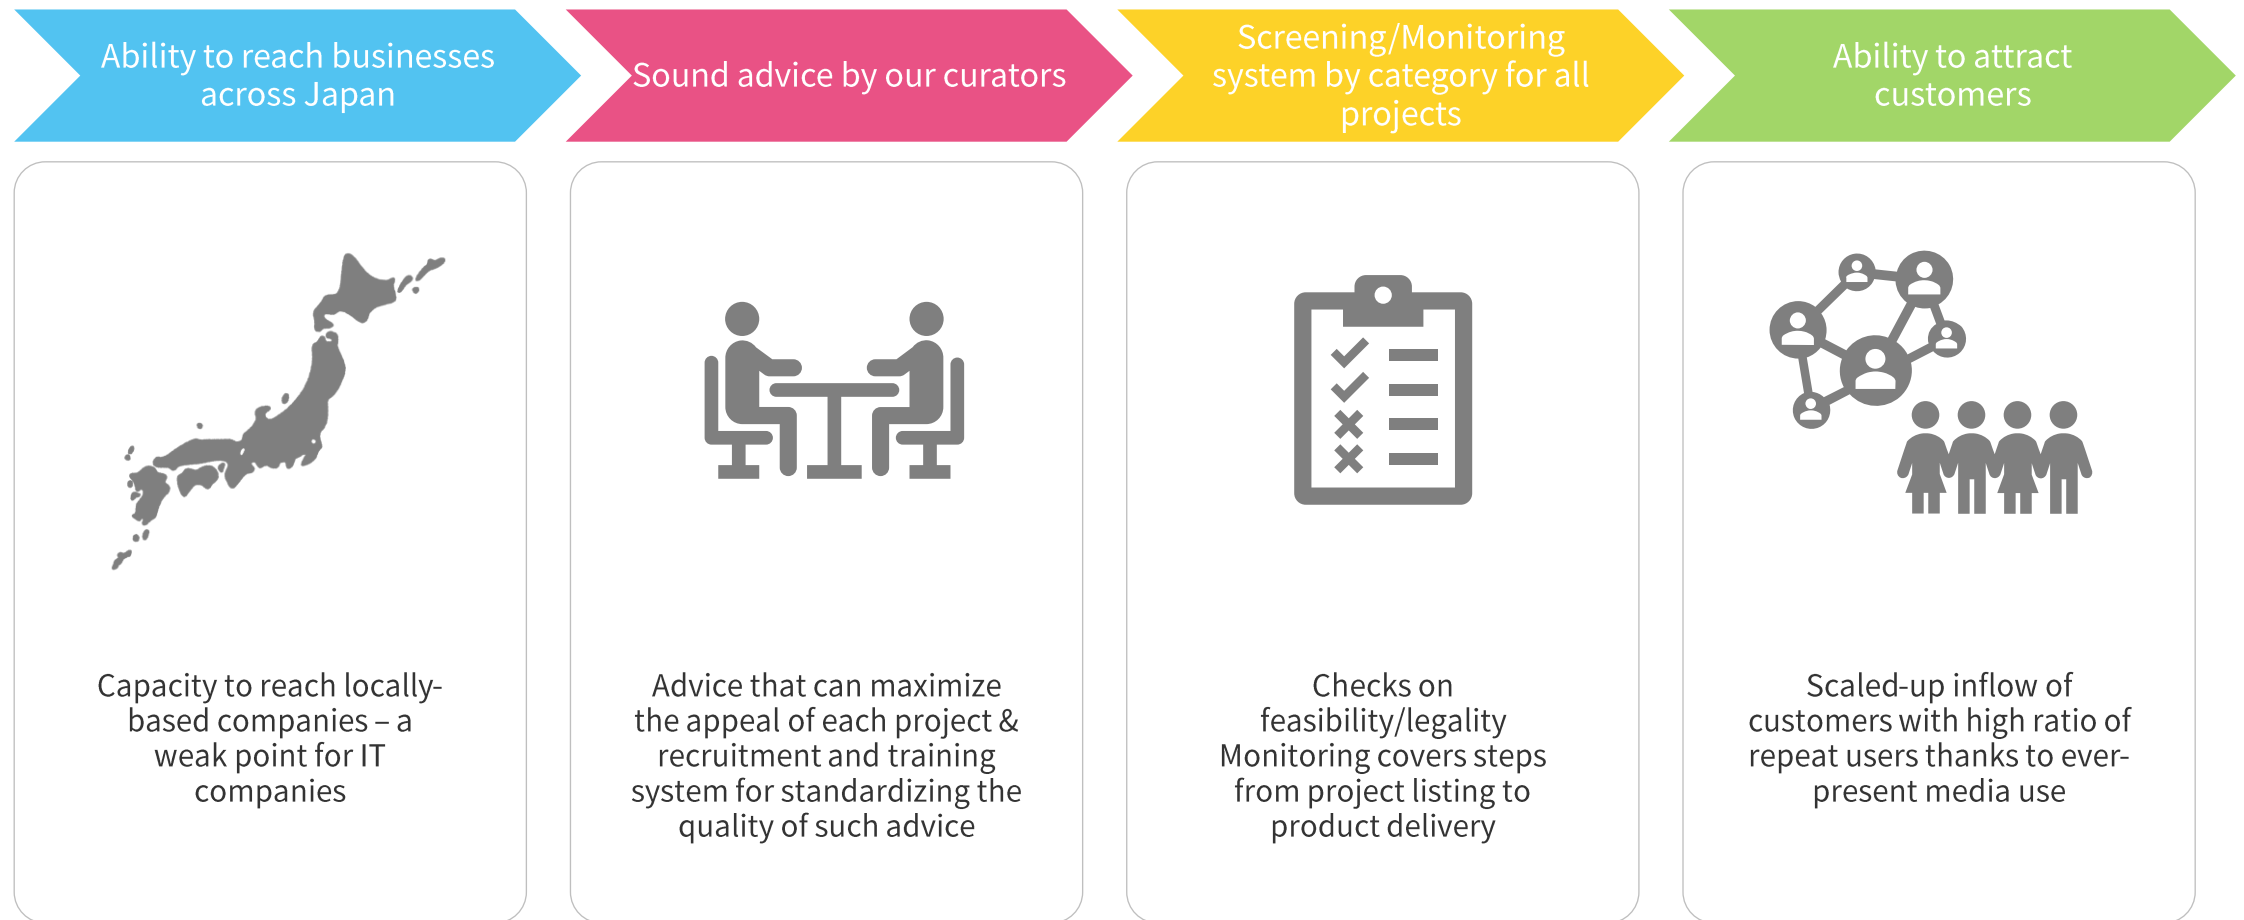 Ability to reach businesses
across Japan
Sound advice by our curators
Screening/Monitoring
system by category for all
projects
Ability to attract
customers
Capacity to reach locally-
based companies – a
weak point for IT
companies
Advice that can maximize
the appeal of each project &
recruitment and training
system for standardizing the
quality of such advice
Checks on
feasibility/legality
Monitoring covers steps
from project listing to
product delivery
Scaled-up inflow of
customers with high ratio of
repeat users thanks to ever-
present media use